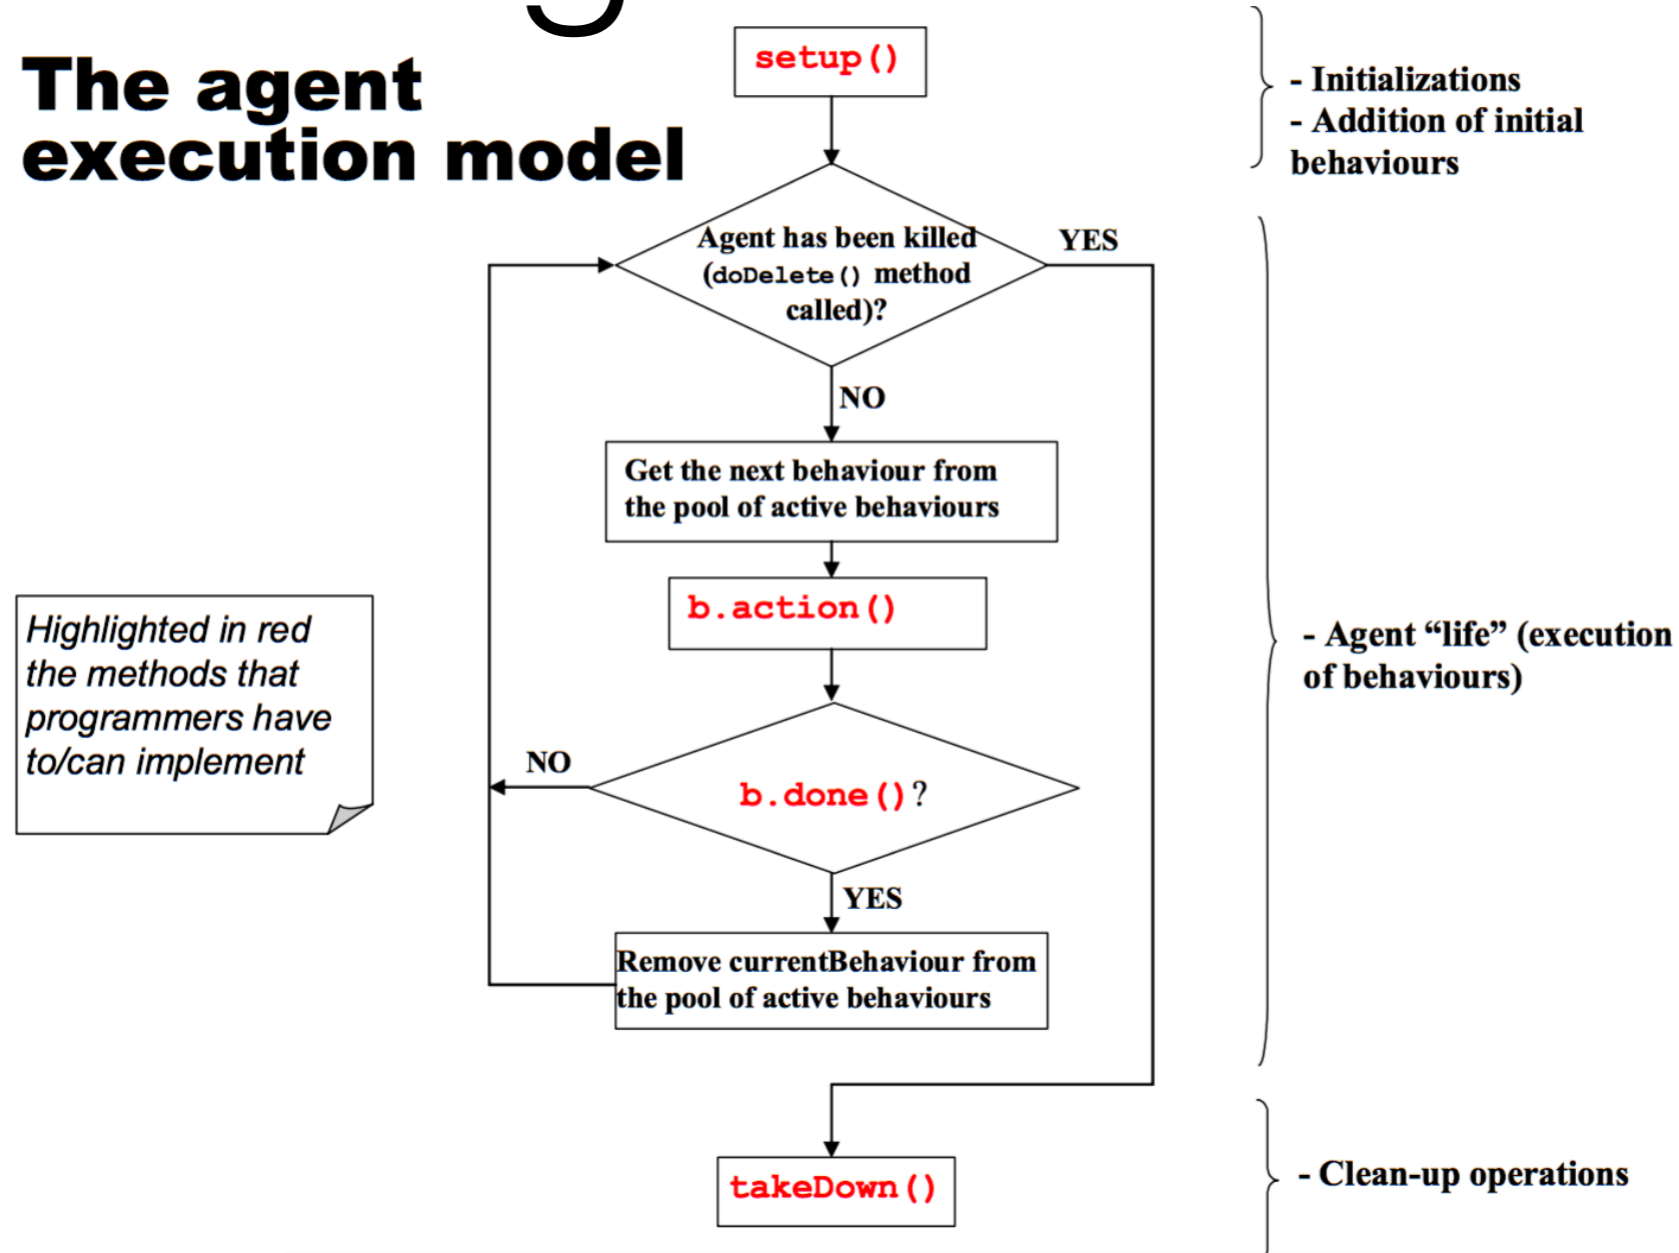 The agent
execution model
setup()
- Initializations
- Addition of initial
behaviours
Agent has been killed
(doDelete() method
called)?
YES
NO
Get the next behaviour from
the pool of active behaviours
b.action()
Highlighted in red
the methods that
programmers have
to/can implement
- Agent “life” (execution
of behaviours)
NO
b.done()?
YES
Remove currentBehaviour from
the pool of active behaviours
takeDown()
- Clean-up operations